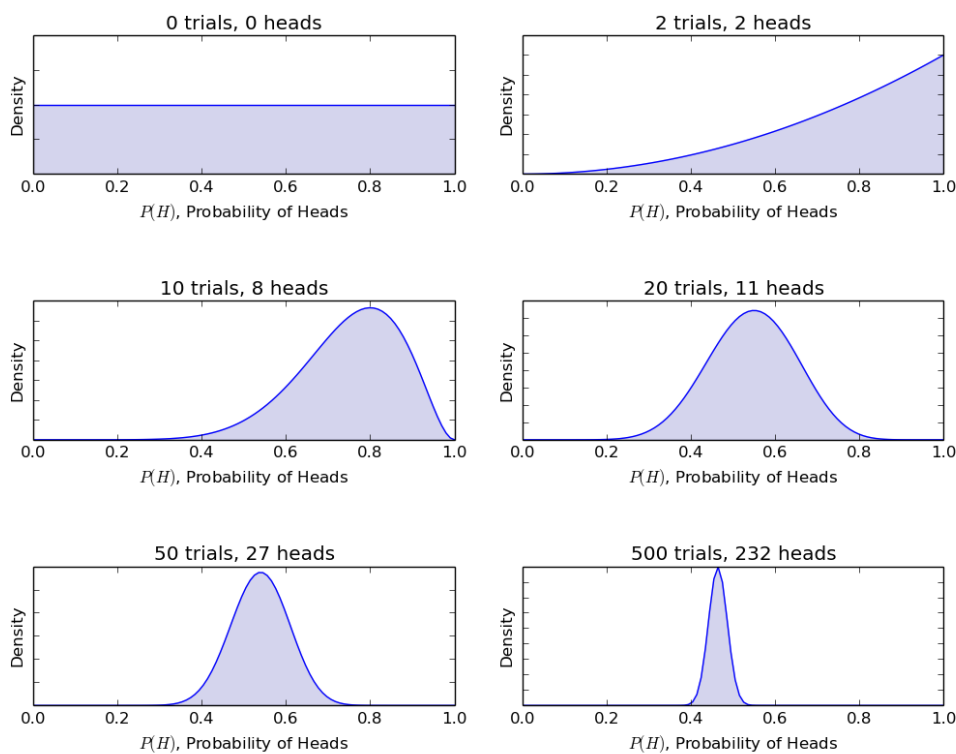 0 trials, 0 heads
Density
0.0 0.2 0.4 0.6 0.8 1.0
P(H), Probability of Heads
2 trials, 2 heads
Density
0.0 0.2 0.4 0.6 0.8 1.0
P(H), Probability of Heads
10 trials, 8 heads
Density
0.0 0.2 0.4 0.6 0.8 1.0
P(H), Probability of Heads
20 trials, 11 heads
Density
0.0 0.2 0.4 0.6 0.8 1.0
P(H), Probability of Heads
50 trials, 27 heads
Density
0.0 0.2 0.4 0.6 0.8 1.0
P(H), Probability of Heads
500 trials, 232 heads
Density
0.0 0.2 0.4 0.6 0.8 1.0
P(H), Probability of Heads